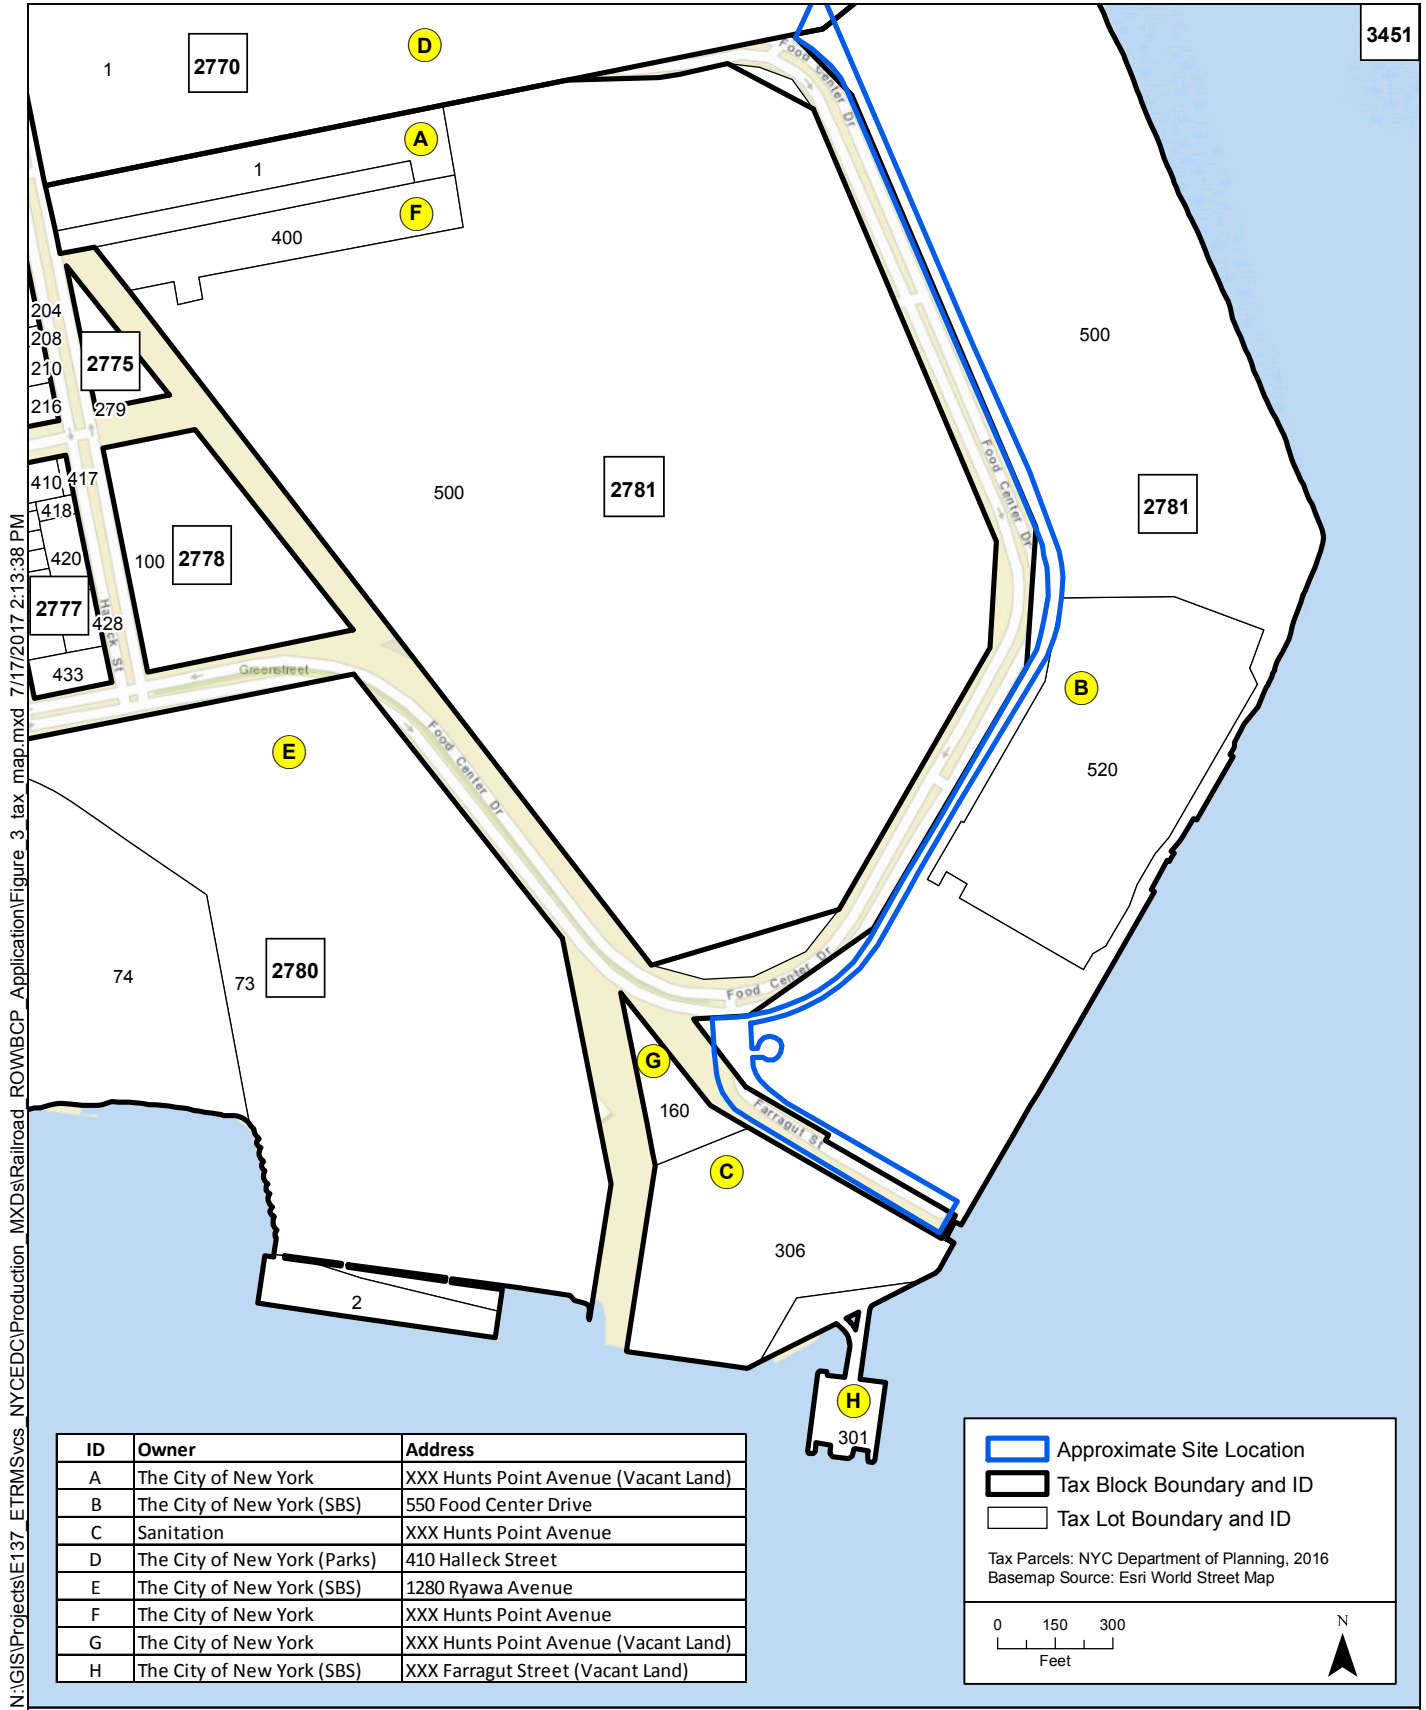 3451
D
1
2770
Food Center Dr
A
1
F
400
204
208
210
216
2775
279
500
Food Center Dr
500
2781
2781
410
417
418
420
100
2778
2777
428
Halleck St
433
Greenstreet
B
E
Food Center Dr
520
74
73
2780
Food Center Dr
G
160
Farragut St
C
306
2
H
301
ID Owner Address
A The City of New York XXX Hunts Point Avenue (Vacant Land)
B The City of New York (SBS) 550 Food Center Drive
C Sanitation XXX Hunts Point Avenue
D The City of New York (Parks) 410 Halleck Street
E The City of New York (SBS) 1280 Ryawa Avenue
F The City of New York XXX Hunts Point Avenue
G The City of New York XXX Hunts Point Avenue (Vacant Land)
H The City of New York (SBS) XXX Farragut Street (Vacant Land)
Approximate Site Location
Tax Block Boundary and ID
Tax Lot Boundary and ID
Tax Parcels: NYC Department of Planning, 2016
Basemap Source: Esri World Street Map
0 150 300
Feet
N
N:\GIS\Projects\E137_ETRMSvcs_NYCEDC\Production_MXDs\Railroad_ROW\BCP_Application\Figure_3_tax_map.mxd 7/17/2017 2:13:38 PM